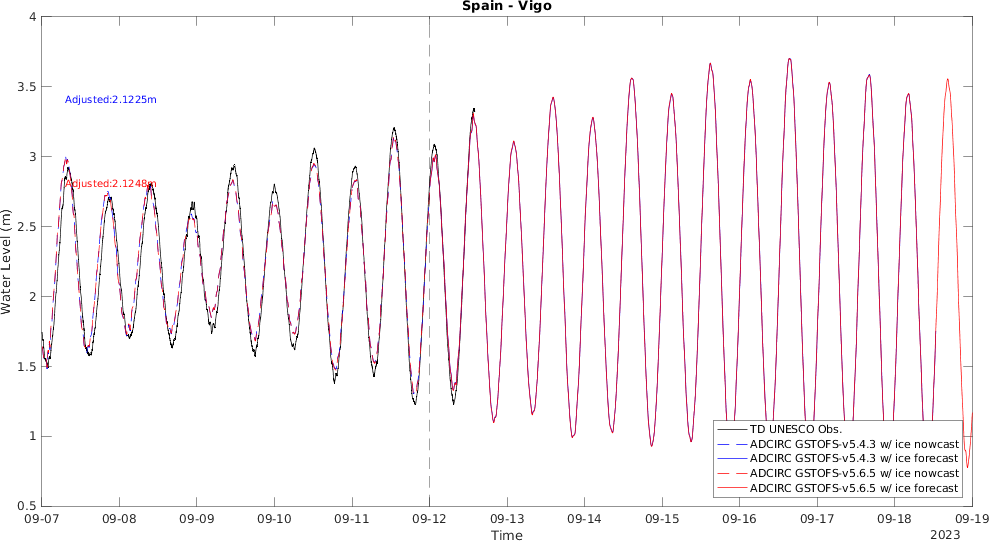 Spain - Vigo
4
3.5
3
2.5
2
1.5
1
0.5
Water Level (m)
Adjusted:2.1225m
Adjusted:2.1248m
TD UNESCO Obs.
ADCIRC GSTOFS-v5.4.3 w/ ice nowcast
ADCIRC GSTOFS-v5.4.3 w/ ice forecast
ADCIRC GSTOFS-v5.6.5 w/ ice nowcast
ADCIRC GSTOFS-v5.6.5 w/ ice forecast
09-07 09-08 09-09 09-10 09-11 09-12 09-13 09-14 09-15 09-16 09-17 09-18 09-19
Time
2023